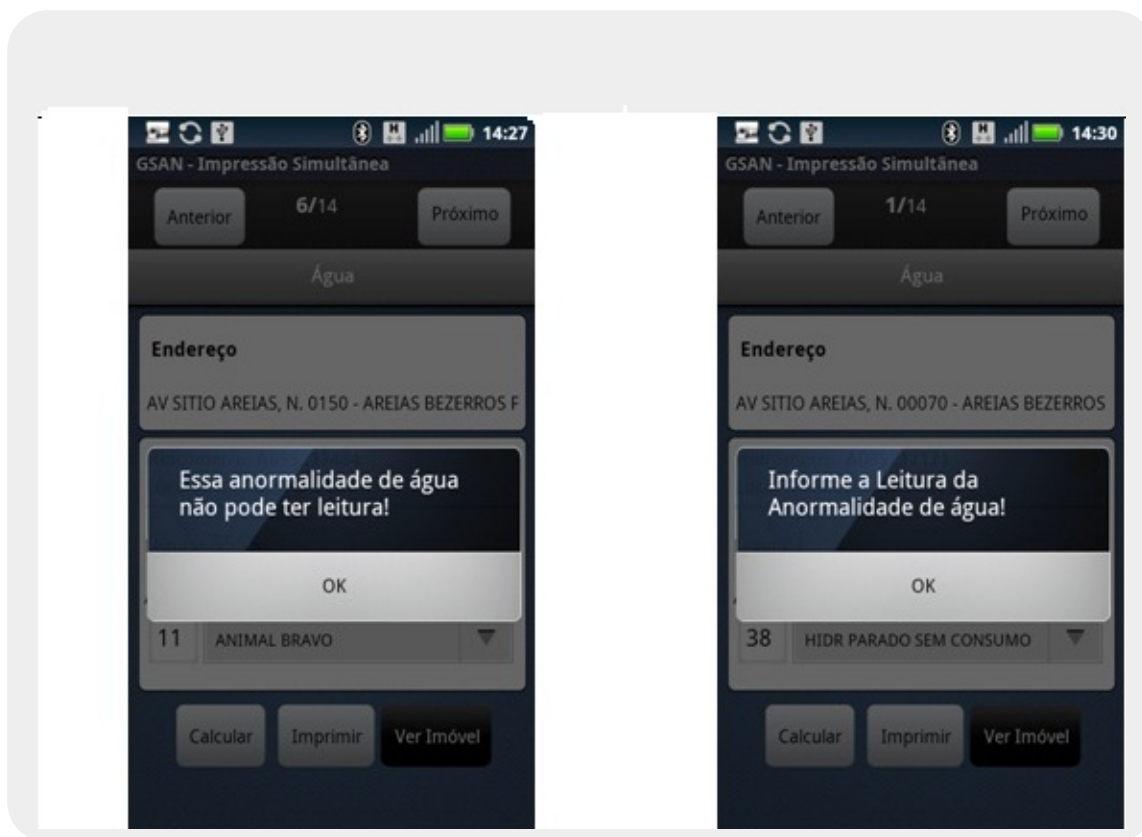 14:27
GSAN - Impressão Simultânea
Anterior
6/14
Próximo
Água
Endereço
AV SITIO AREIAS, N. 0150 - AREIAS BEZERROS F
Essa anormalidade de água
não pode ter leitura!
OK
11
ANIMAL BRAVO
Calcular
Imprimir
Ver Imóvel
14:30
GSAN - Impressão Simultânea
Anterior
1/14
Próximo
Água
Endereço
AV SITIO AREIAS, N. 00070 - AREIAS BEZERROS
Informe a Leitura da
Anormalidade de água!
OK
38
HIDR PARADO SEM CONSUMO
Calcular
Imprimir
Ver Imóvel